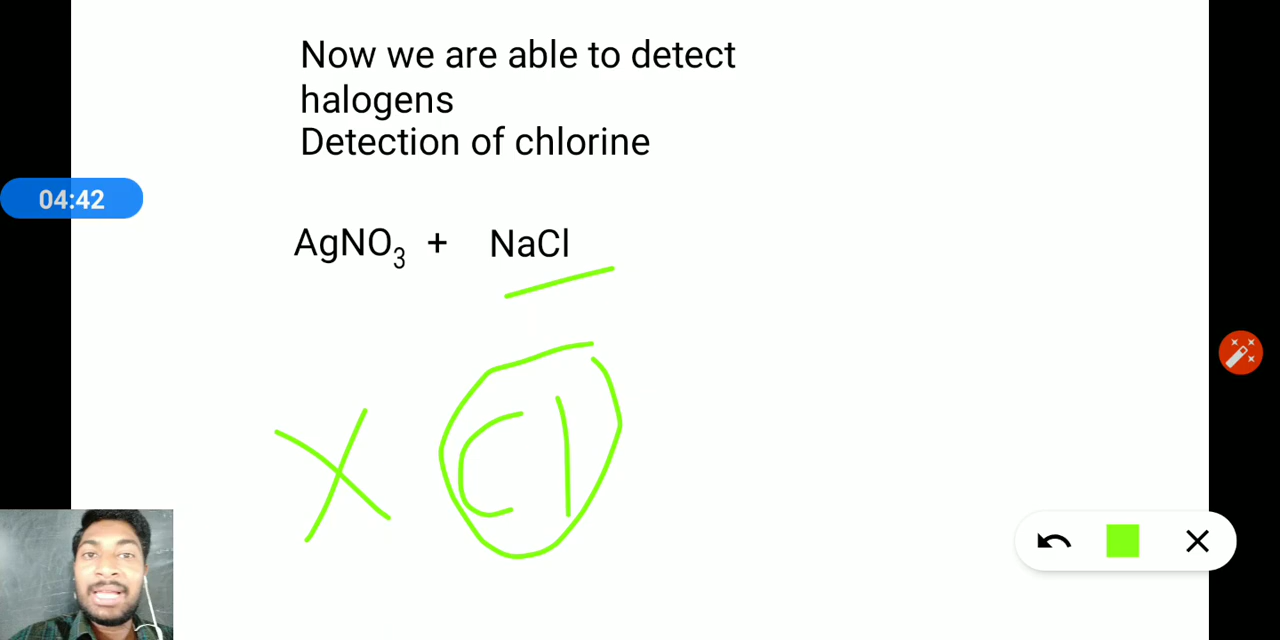 Now we are able to detect
halogens
Detection of chlorine
04:42
AgNO₃ + NaCl
X Cl